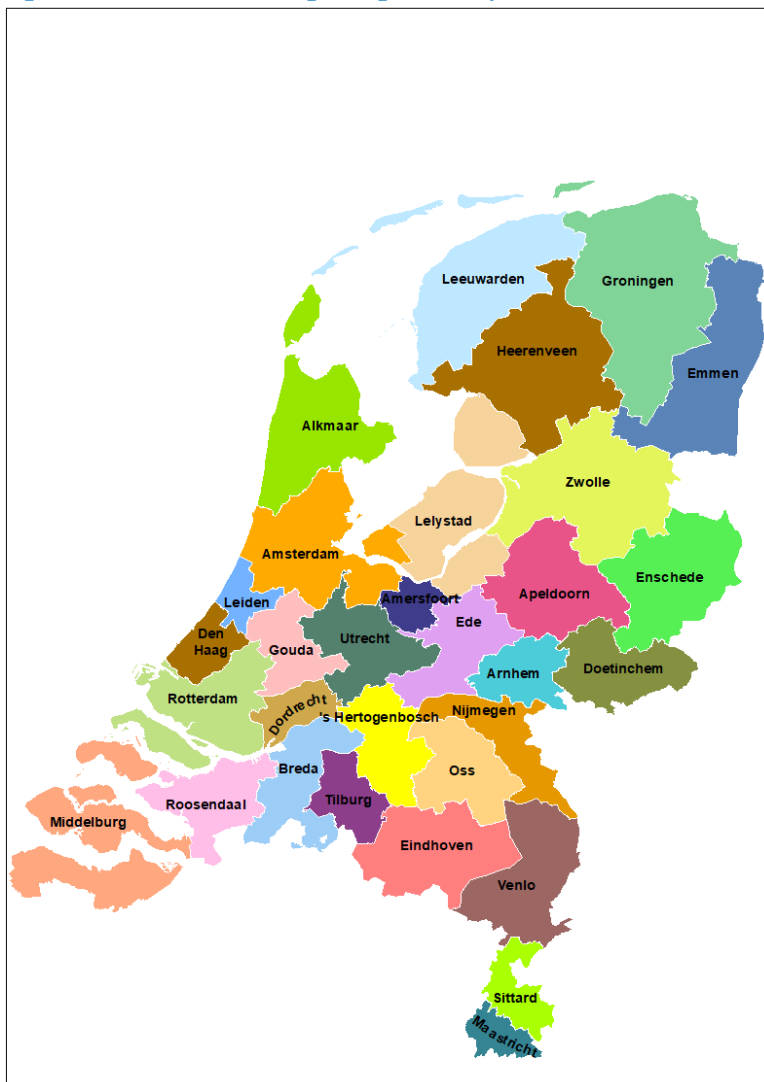 Leeuwarden
Groningen
Heerenveen
Emmen
Alkmaar
Zwolle
Lelystad
Amsterdam
Enschede
Apeldoorn
Amersfoort
Leiden
Ede
Den
Haag
Utrecht
Gouda
Arnhem
Doetinchem
Rotterdam
Dordrecht
's Hertogenbosch
Nijmegen
Breda
Oss
Tilburg
Roosendaal
Middelburg
Eindhoven
Venlo
Sittard
Maastricht